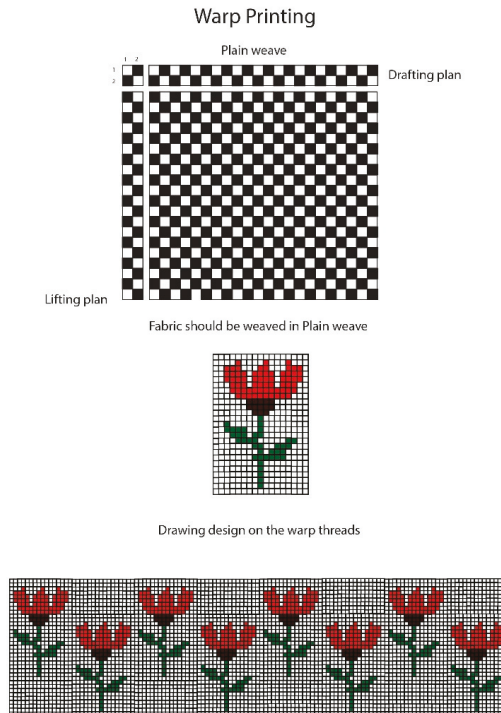 Warp Printing
Plain weave
1 2
1
Drafting plan
2
Lifting plan
Fabric should be weaved in Plain weave
Drawing design on the warp threads